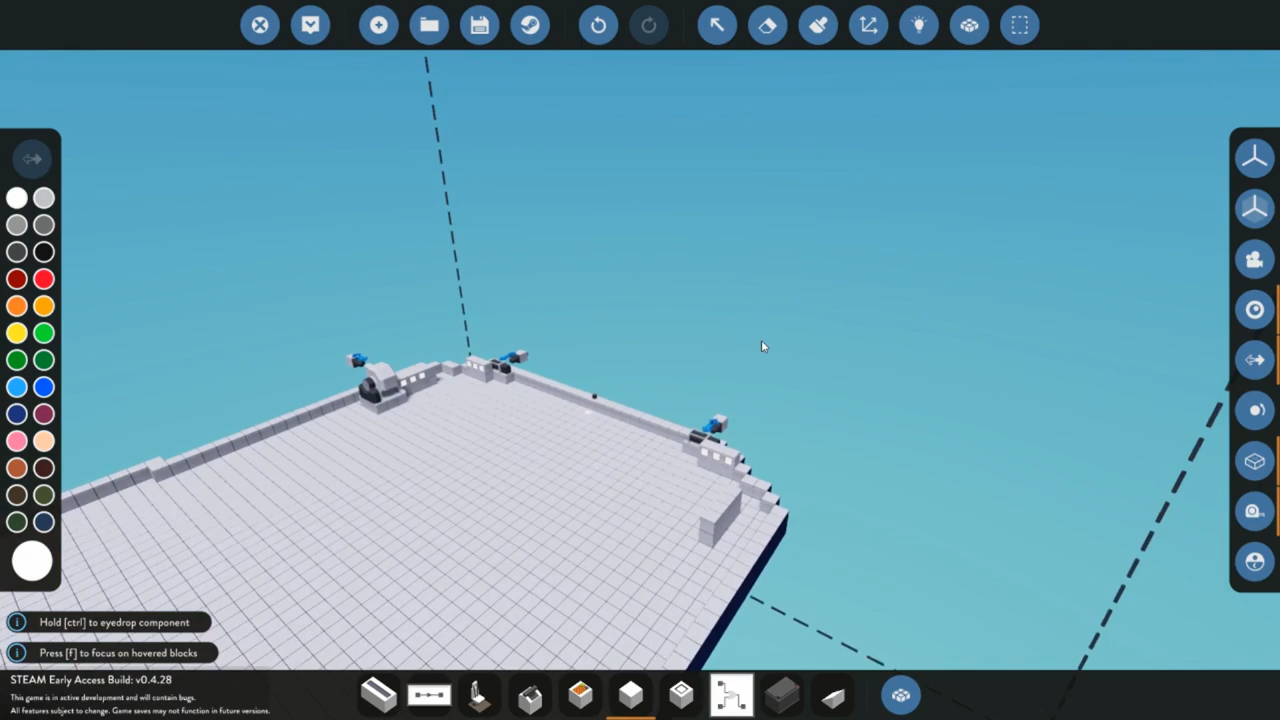 Hold [ctrl] to eyedrop component
Press [f] to focus on hovered blocks
STEAM Early Access Build: v0.4.28
This game is in active development and will contain bugs.
All features subject to change. Game saves may not function in future versions.